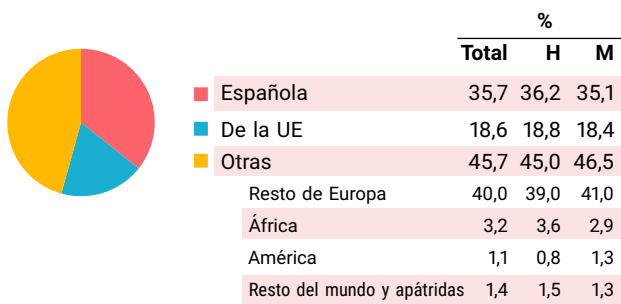 %
Total H M
Española 35,7 36,2 35,1
De la UE 18,6 18,8 18,4
Otras 45,7 45,0 46,5
Resto de Europa 40,0 39,0 41,0
África 3,2 3,6 2,9
América 1,1 0,8 1,3
Resto del mundo y apátridas 1,4 1,5 1,3